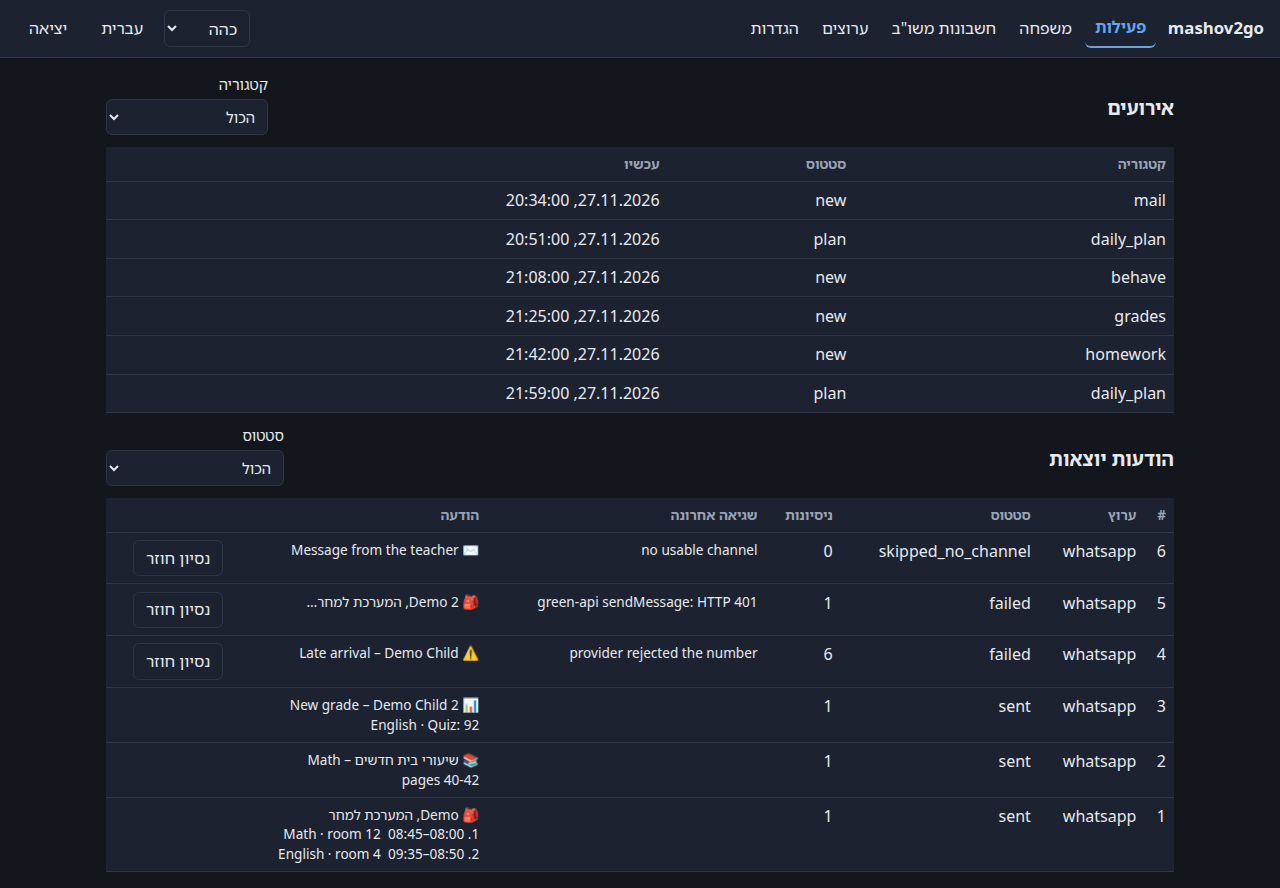 mashov2go פעילות משפחה חשבונות משו"ב ערוצים הגדרות כהה עברית יציאה
אירועים
קטגוריה
הכול
קטגוריה סטטוס עכשיו
mail new 27.11.2026, 20:34:00
daily_plan plan 27.11.2026, 20:51:00
behave new 27.11.2026, 21:08:00
grades new 27.11.2026, 21:25:00
homework new 27.11.2026, 21:42:00
daily_plan plan 27.11.2026, 21:59:00
הודעות יוצאות
סטטוס
הכול
# ערוץ סטטוס ניסיונות שגיאה אחרונה הודעה
6 whatsapp skipped_no_channel 0 no usable channel ✉️ Message from the teacher נסיון חוזר
5 whatsapp failed 1 green-api sendMessage: HTTP 401 🎒 Demo 2, המערכת למחר... נסיון חוזר
4 whatsapp failed 6 provider rejected the number ⚠️ Late arrival – Demo Child נסיון חוזר
3 whatsapp sent 1 📊 New grade – Demo Child 2
English · Quiz: 92
2 whatsapp sent 1 📚 שיעורי בית חדשים – Math
pages 40-42
1 whatsapp sent 1 🎒 Demo, המערכת למחר
1. 08:00–08:45 Math · room 12
2. 08:50–09:35 English · room 4